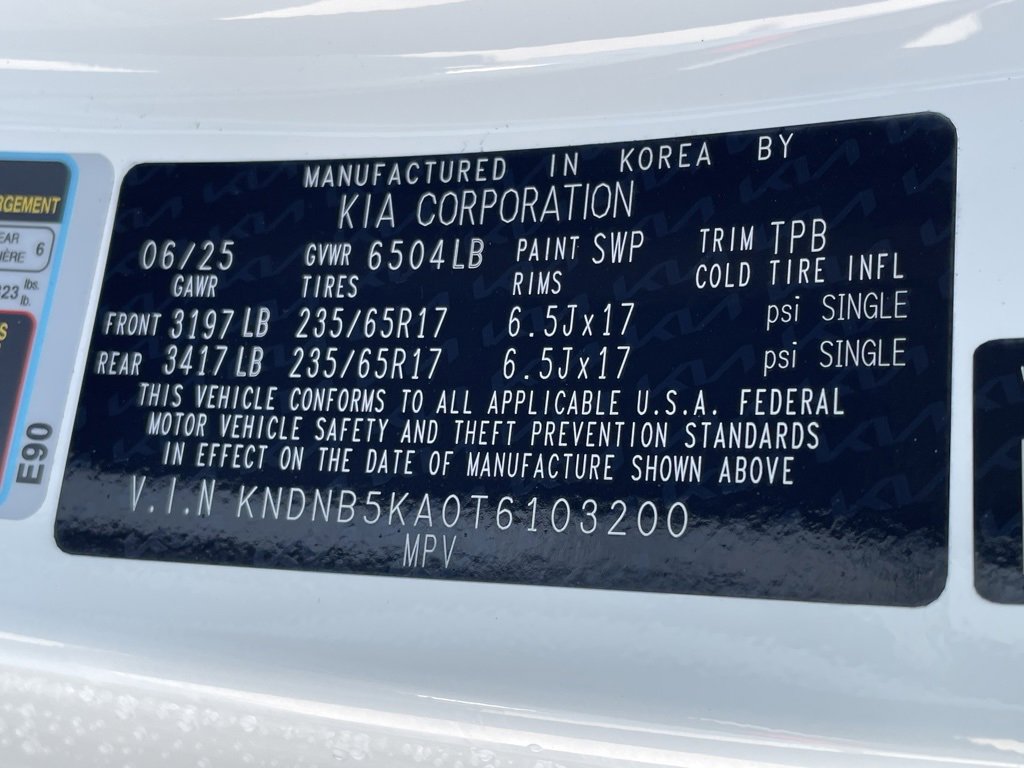 MANUFACTURED IN KOREA BY
KIA CORPORATION
06/25 GVWR 6504LB PAINT SWP TRIM TPB
GAWR TIRES RIMS COLD TIRE INFL
FRONT 3197 LB 235/65R17 6.5Jx17 psi SINGLE
REAR 3417 LB 235/65R17 6.5Jx17 psi SINGLE
THIS VEHICLE CONFORMS TO ALL APPLICABLE U.S.A. FEDERAL
MOTOR VEHICLE SAFETY AND THEFT PREVENTION STANDARDS
IN EFFECT ON THE DATE OF MANUFACTURE SHOWN ABOVE
V.I.N KNDNB5KA0T6103200
MPV
6
lbs.
lb.
E90